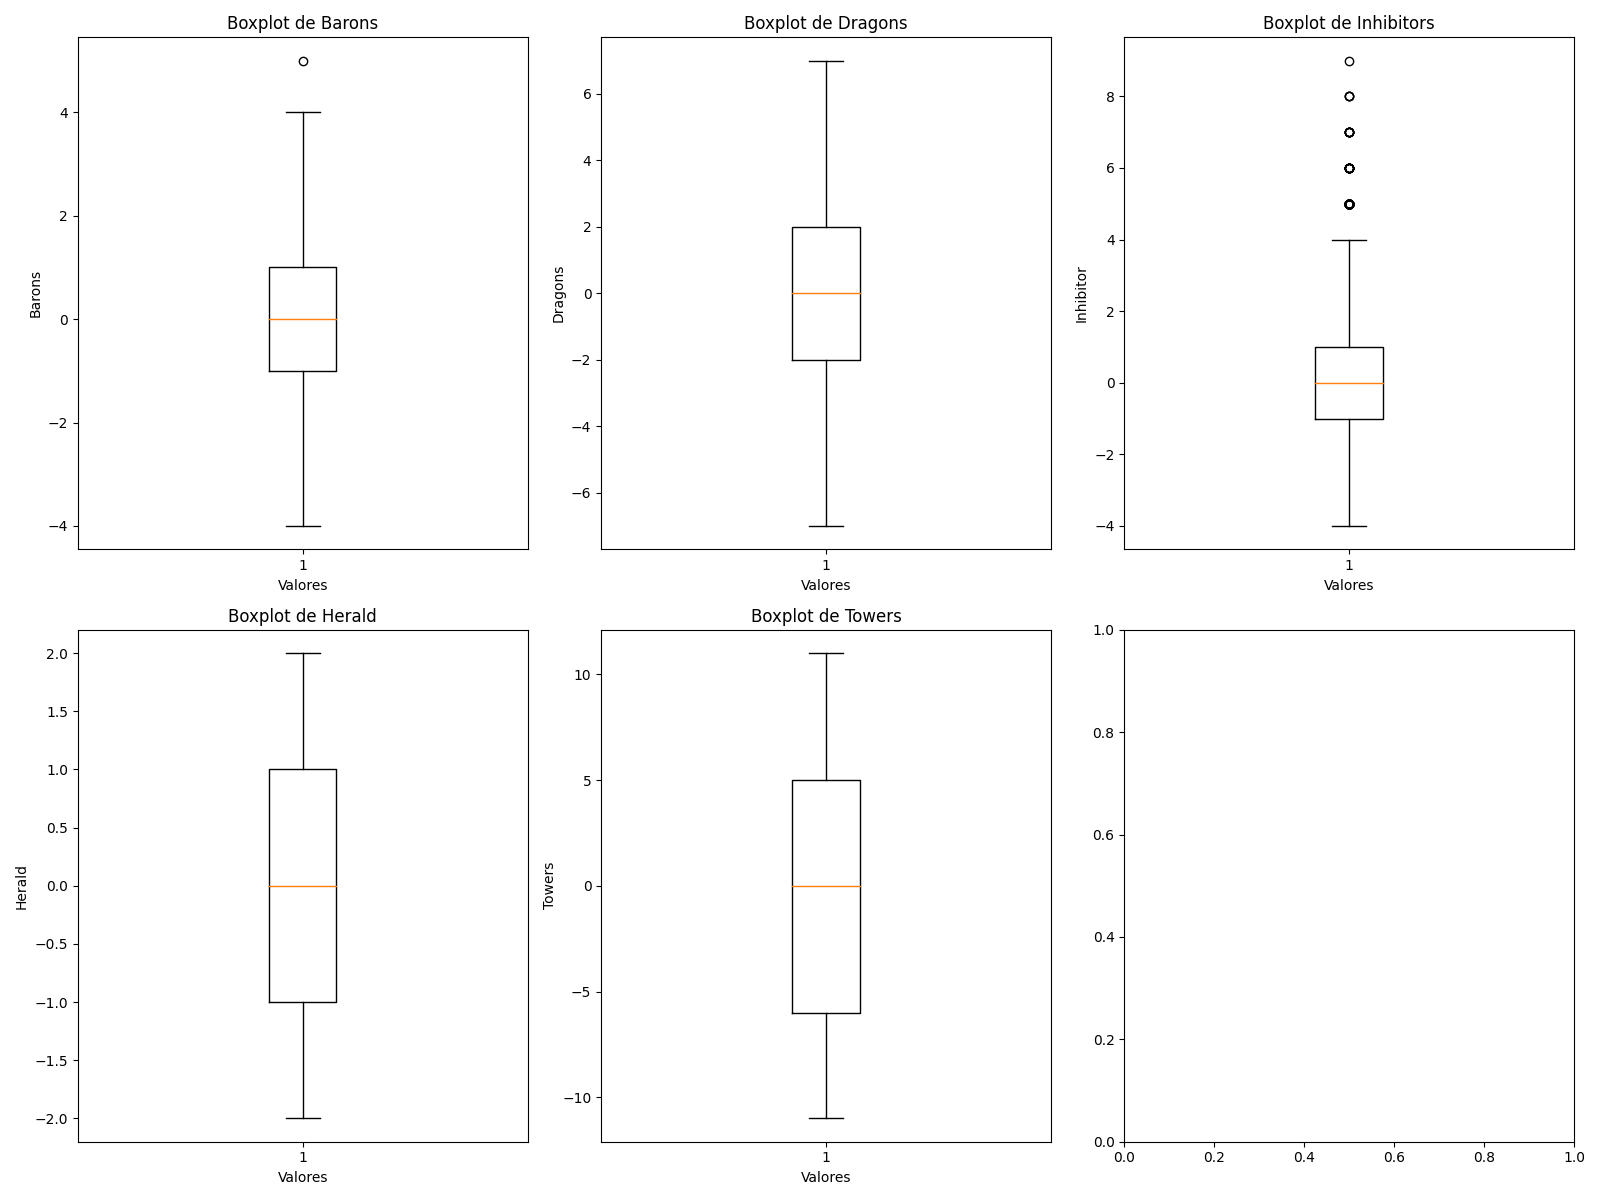 Boxplot de Barons
4
2
0
−2
−4
Barons
1
Valores
Boxplot de Dragons
6
4
2
0
−2
−4
−6
Dragons
1
Valores
Boxplot de Inhibitors
8
6
4
2
0
−2
−4
Inhibitor
1
Valores
Boxplot de Herald
2.0
1.5
1.0
0.5
0.0
−0.5
−1.0
−1.5
−2.0
Herald
1
Valores
Boxplot de Towers
10
5
0
−5
−10
Towers
1
Valores
1.0
0.8
0.6
0.4
0.2
0.0
0.0 0.2 0.4 0.6 0.8 1.0